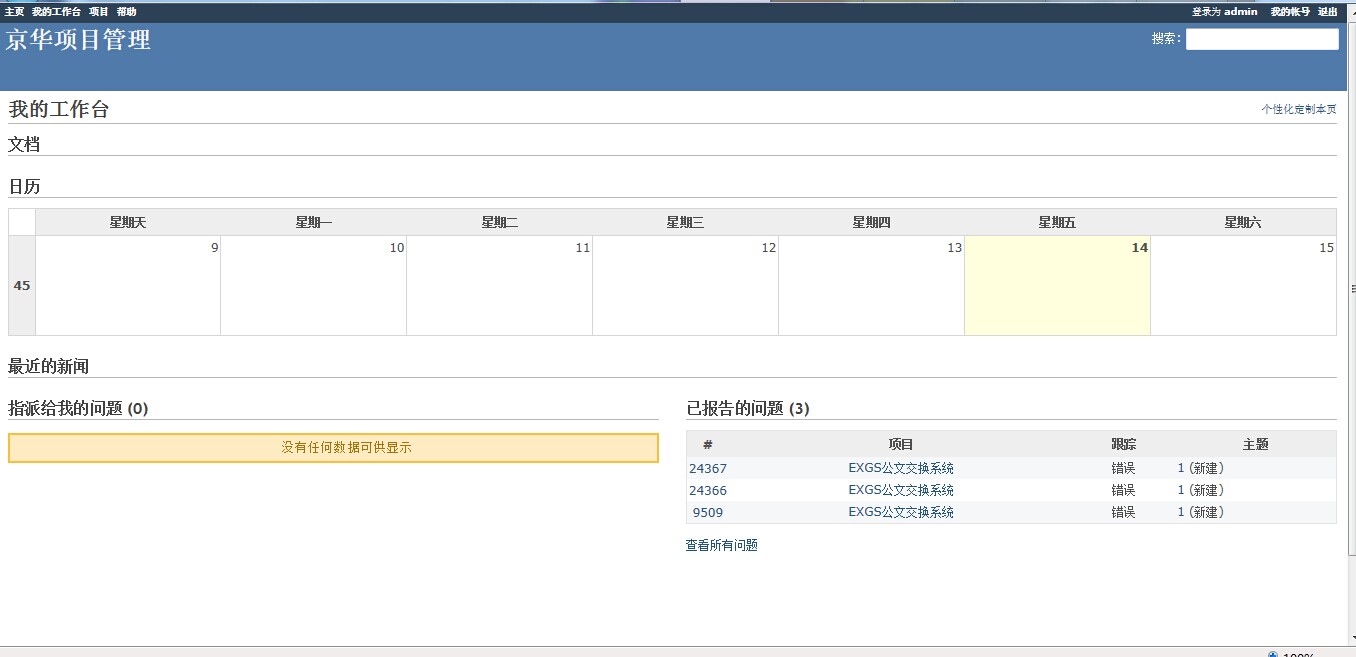 主页 我的工作台 项目 帮助 登录为 admin 我的帐号 退出
京华项目管理 搜索:
我的工作台 个性化定制本页
文档
日历
星期天 星期一 星期二 星期三 星期四 星期五 星期六
45 9 10 11 12 13 14 15
最近的新闻
指派给我的问题 (0)
没有任何数据可供显示
已报告的问题 (3)
# 项目 跟踪 主题
24367 EXGS公文交换系统 错误 1 (新建)
24366 EXGS公文交换系统 错误 1 (新建)
9509 EXGS公文交换系统 错误 1 (新建)
查看所有问题
100%